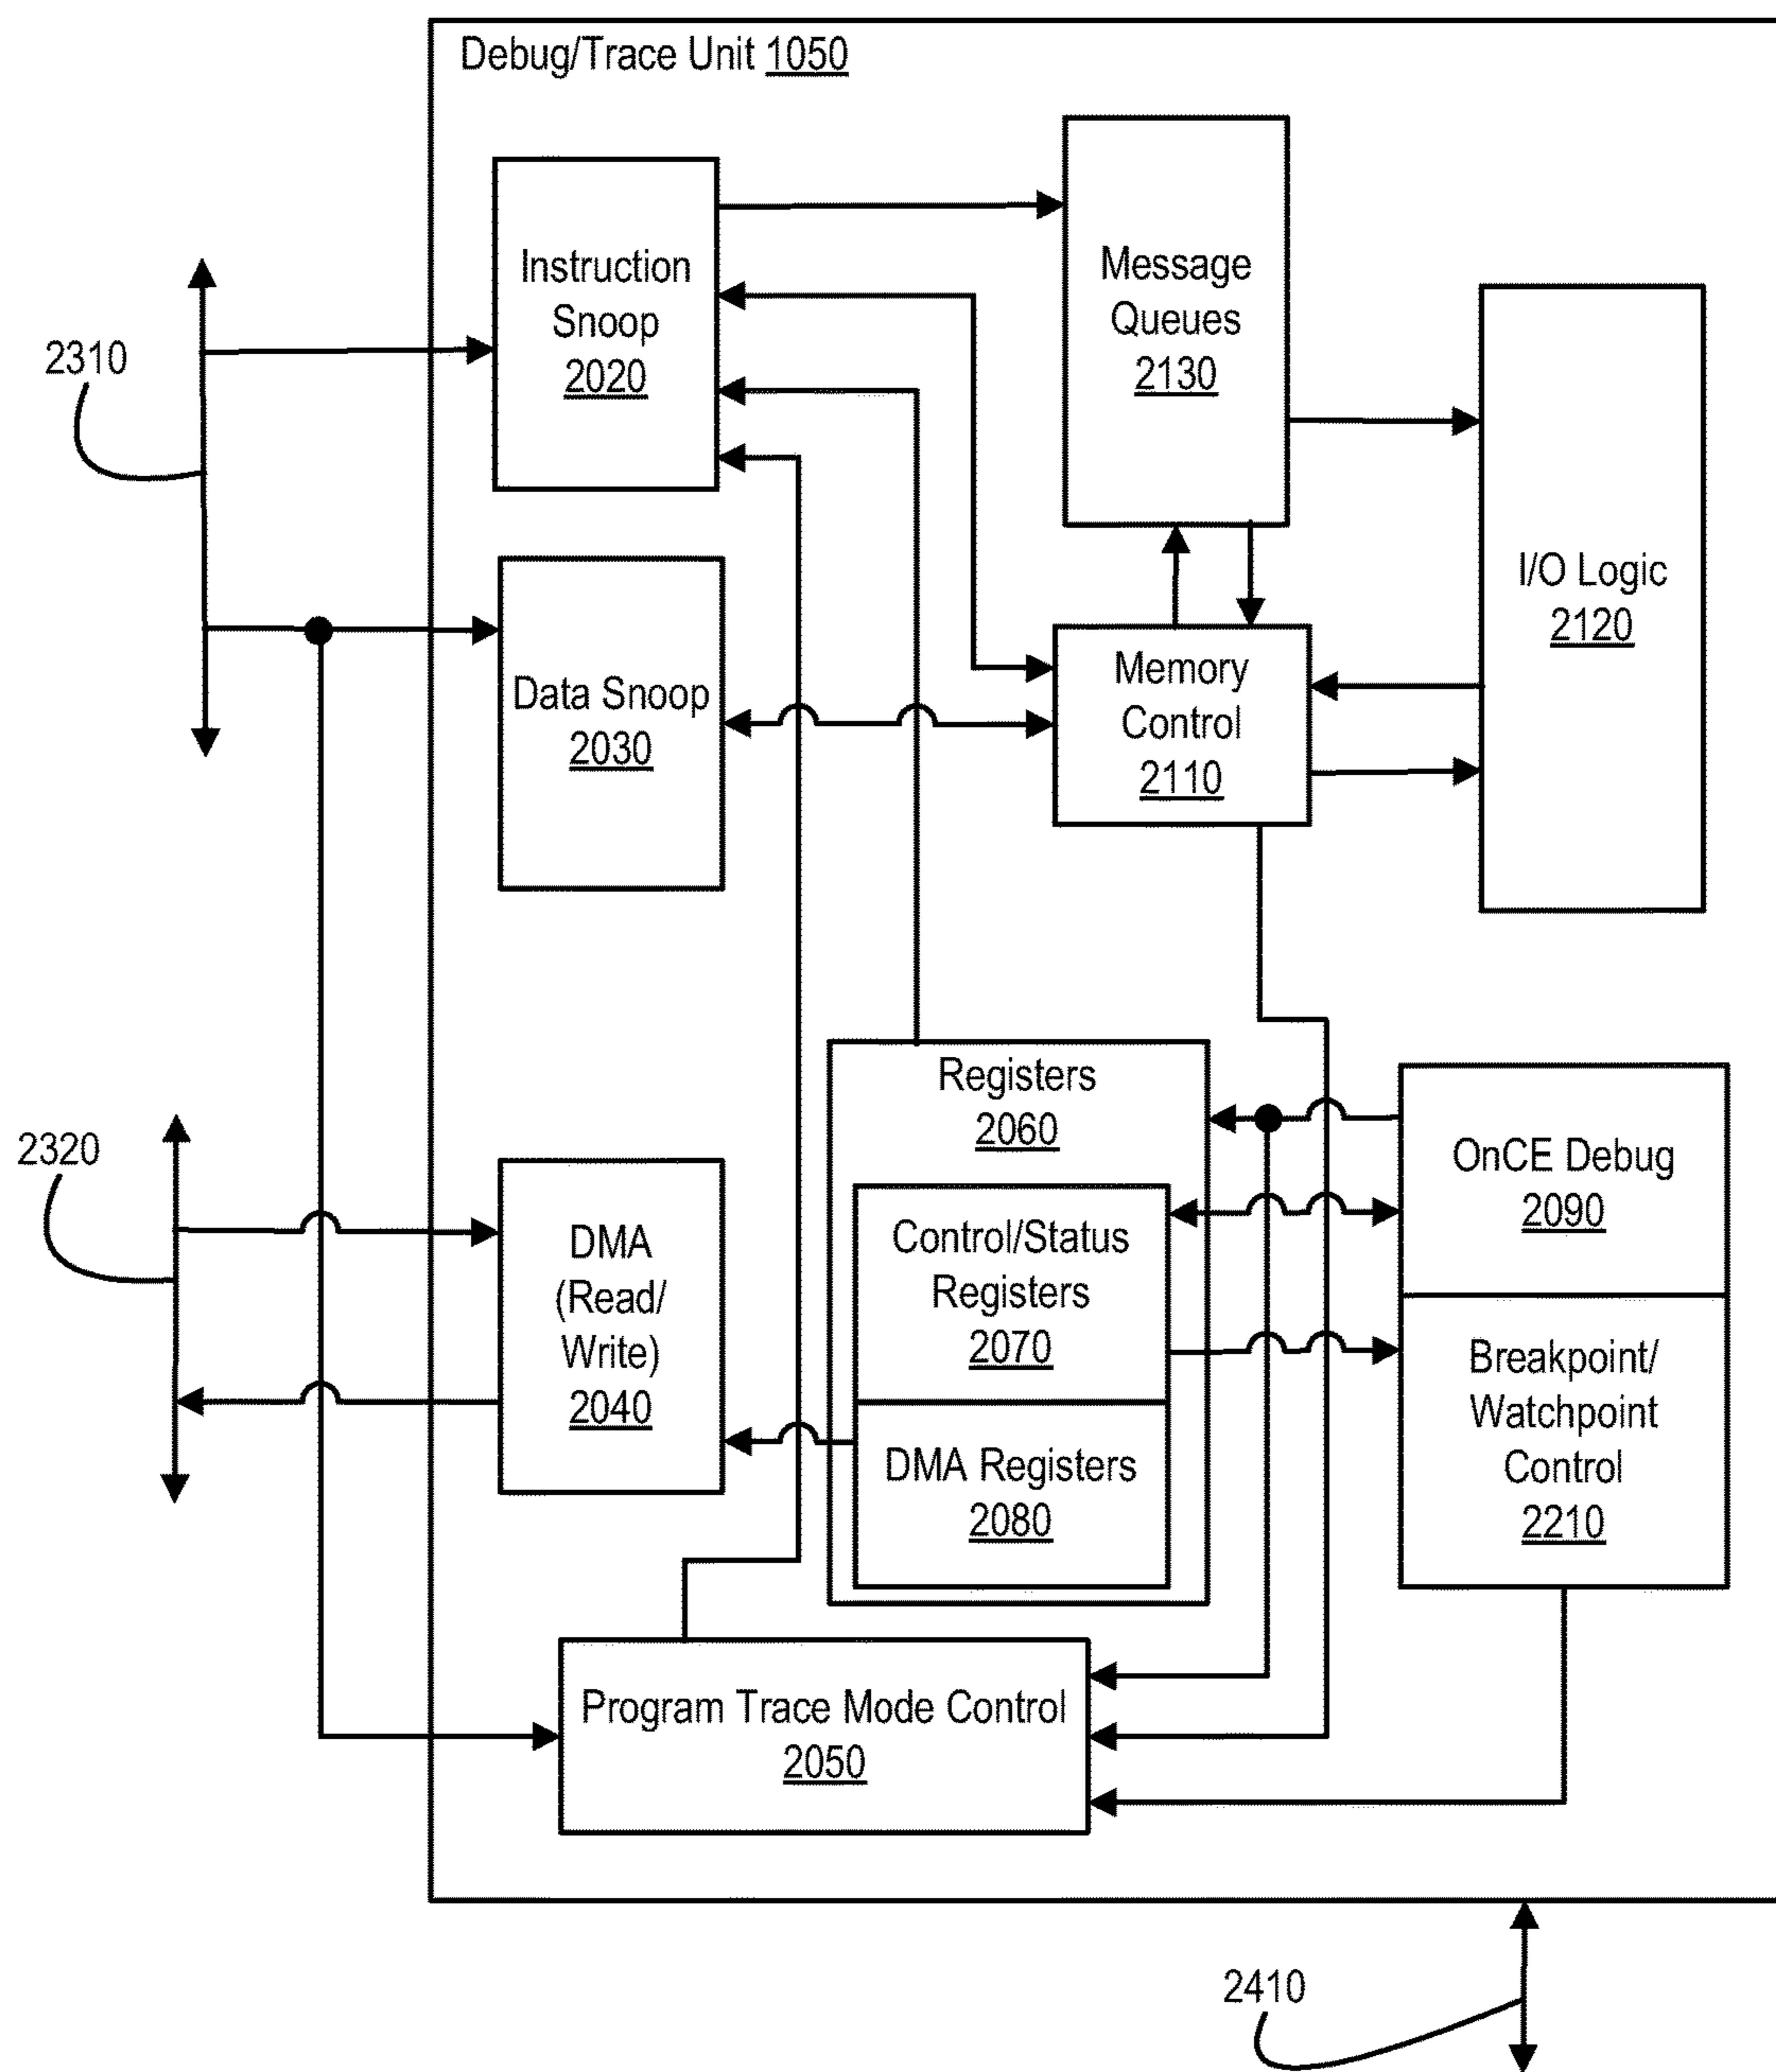 Debug/Trace Unit 1050
Instruction
Snoop
2020
Message
Queues
2130
2310
I/O Logic
2120
Data Snoop
2030
Memory
Control
2110
Registers
2060
2320
OnCE Debug
2090
DMA
(Read/
Write)
2040
Control/Status
Registers
2070
Breakpoint/
Watchpoint
Control
2210
DMA Registers
2080
Program Trace Mode Control
2050
2410